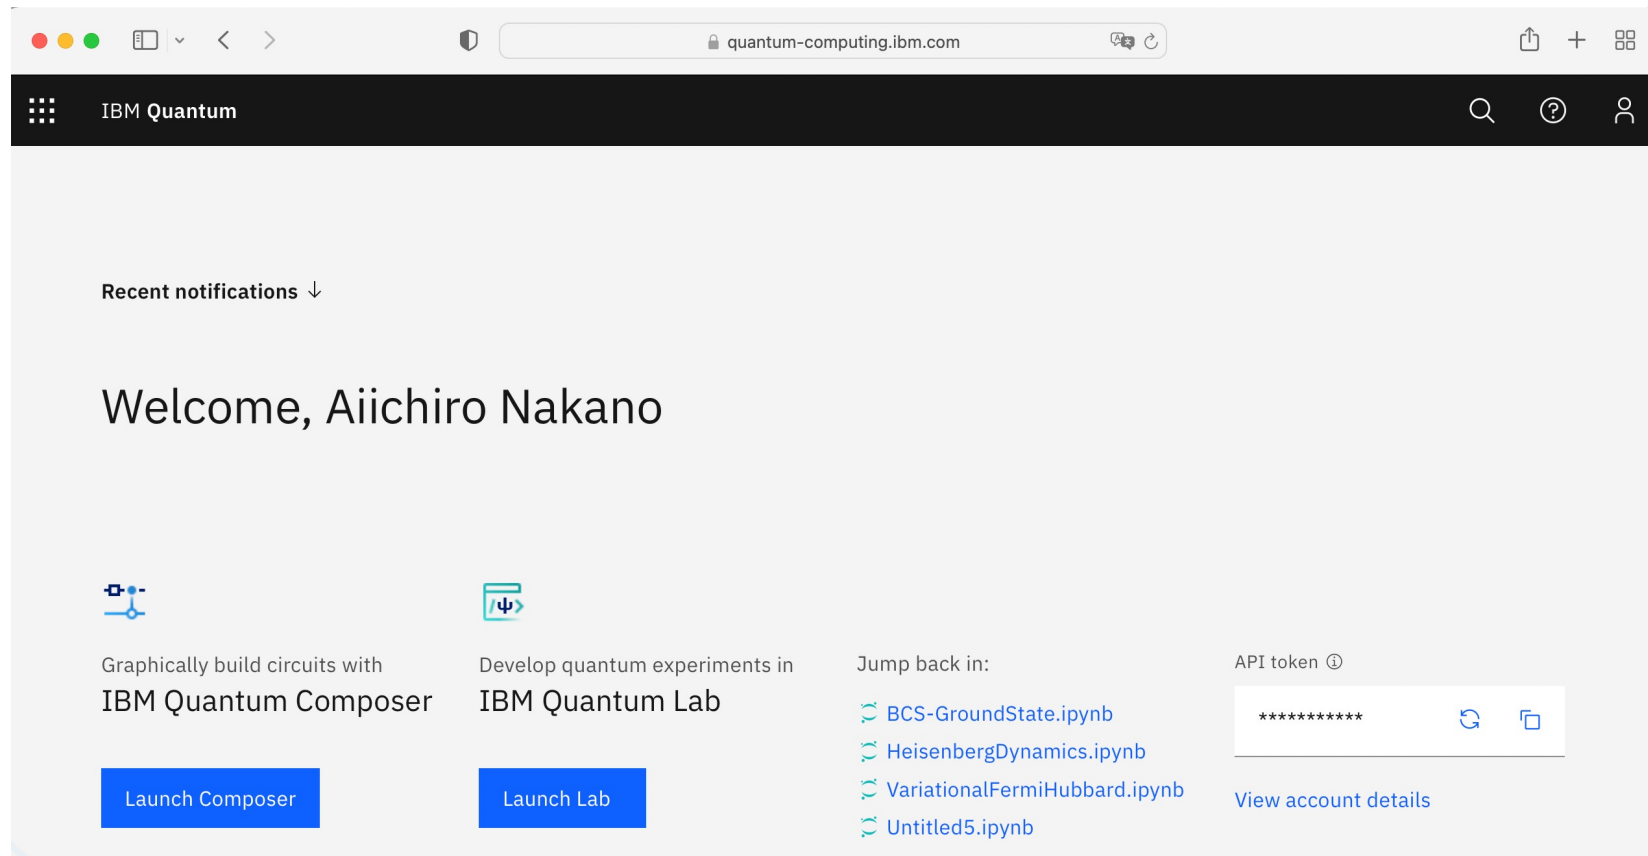 quantum-computing.ibm.com
IBM Quantum
Recent notifications ↓
Welcome, Aiichiro Nakano
Graphically build circuits with
IBM Quantum Composer
Launch Composer
Develop quantum experiments in
IBM Quantum Lab
Launch Lab
Jump back in:
BCS-GroundState.ipynb
HeisenbergDynamics.ipynb
VariationalFermiHubbard.ipynb
Untitled5.ipynb
API token
***********
View account details